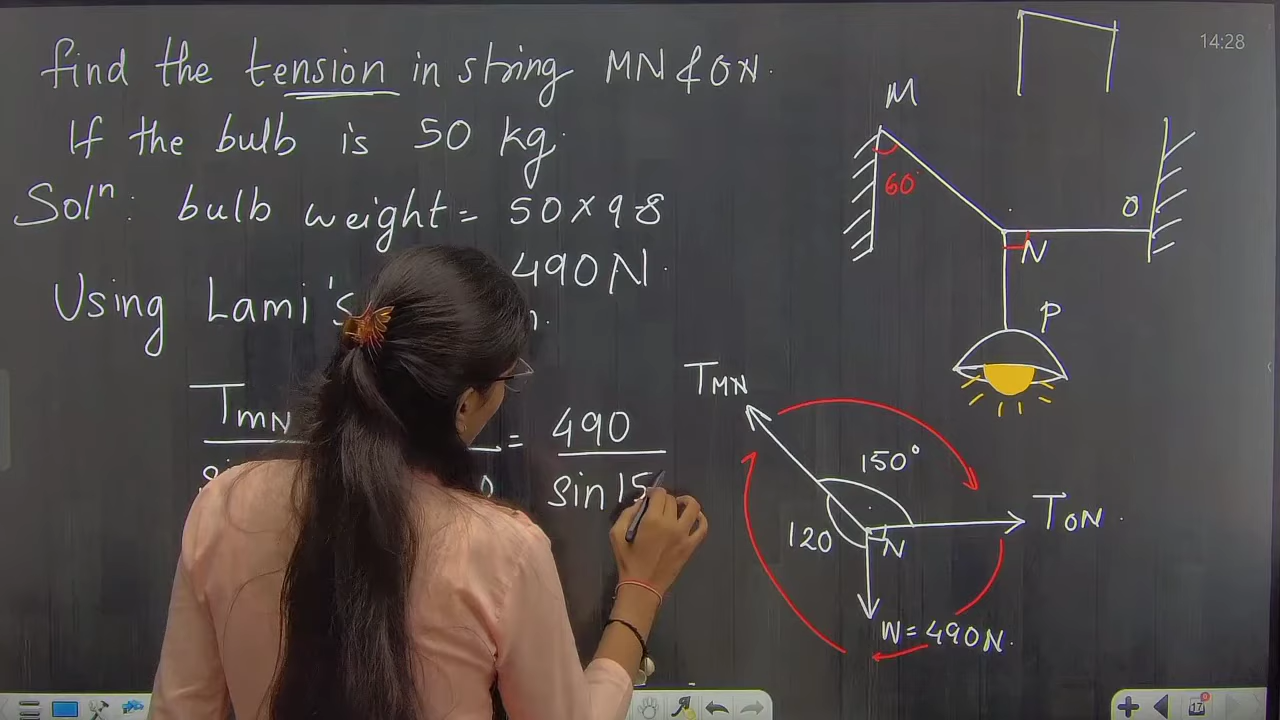 find the tension in string MN & ON.
If the bulb is 50 kg.
Solⁿ: bulb weight = 50 × 9.8
490 N.
Using Lami's
TMN
= 490
sin 15
14:28
M
60°
O
N
P
TMN
150°
TON
120
N
W = 490 N.
17